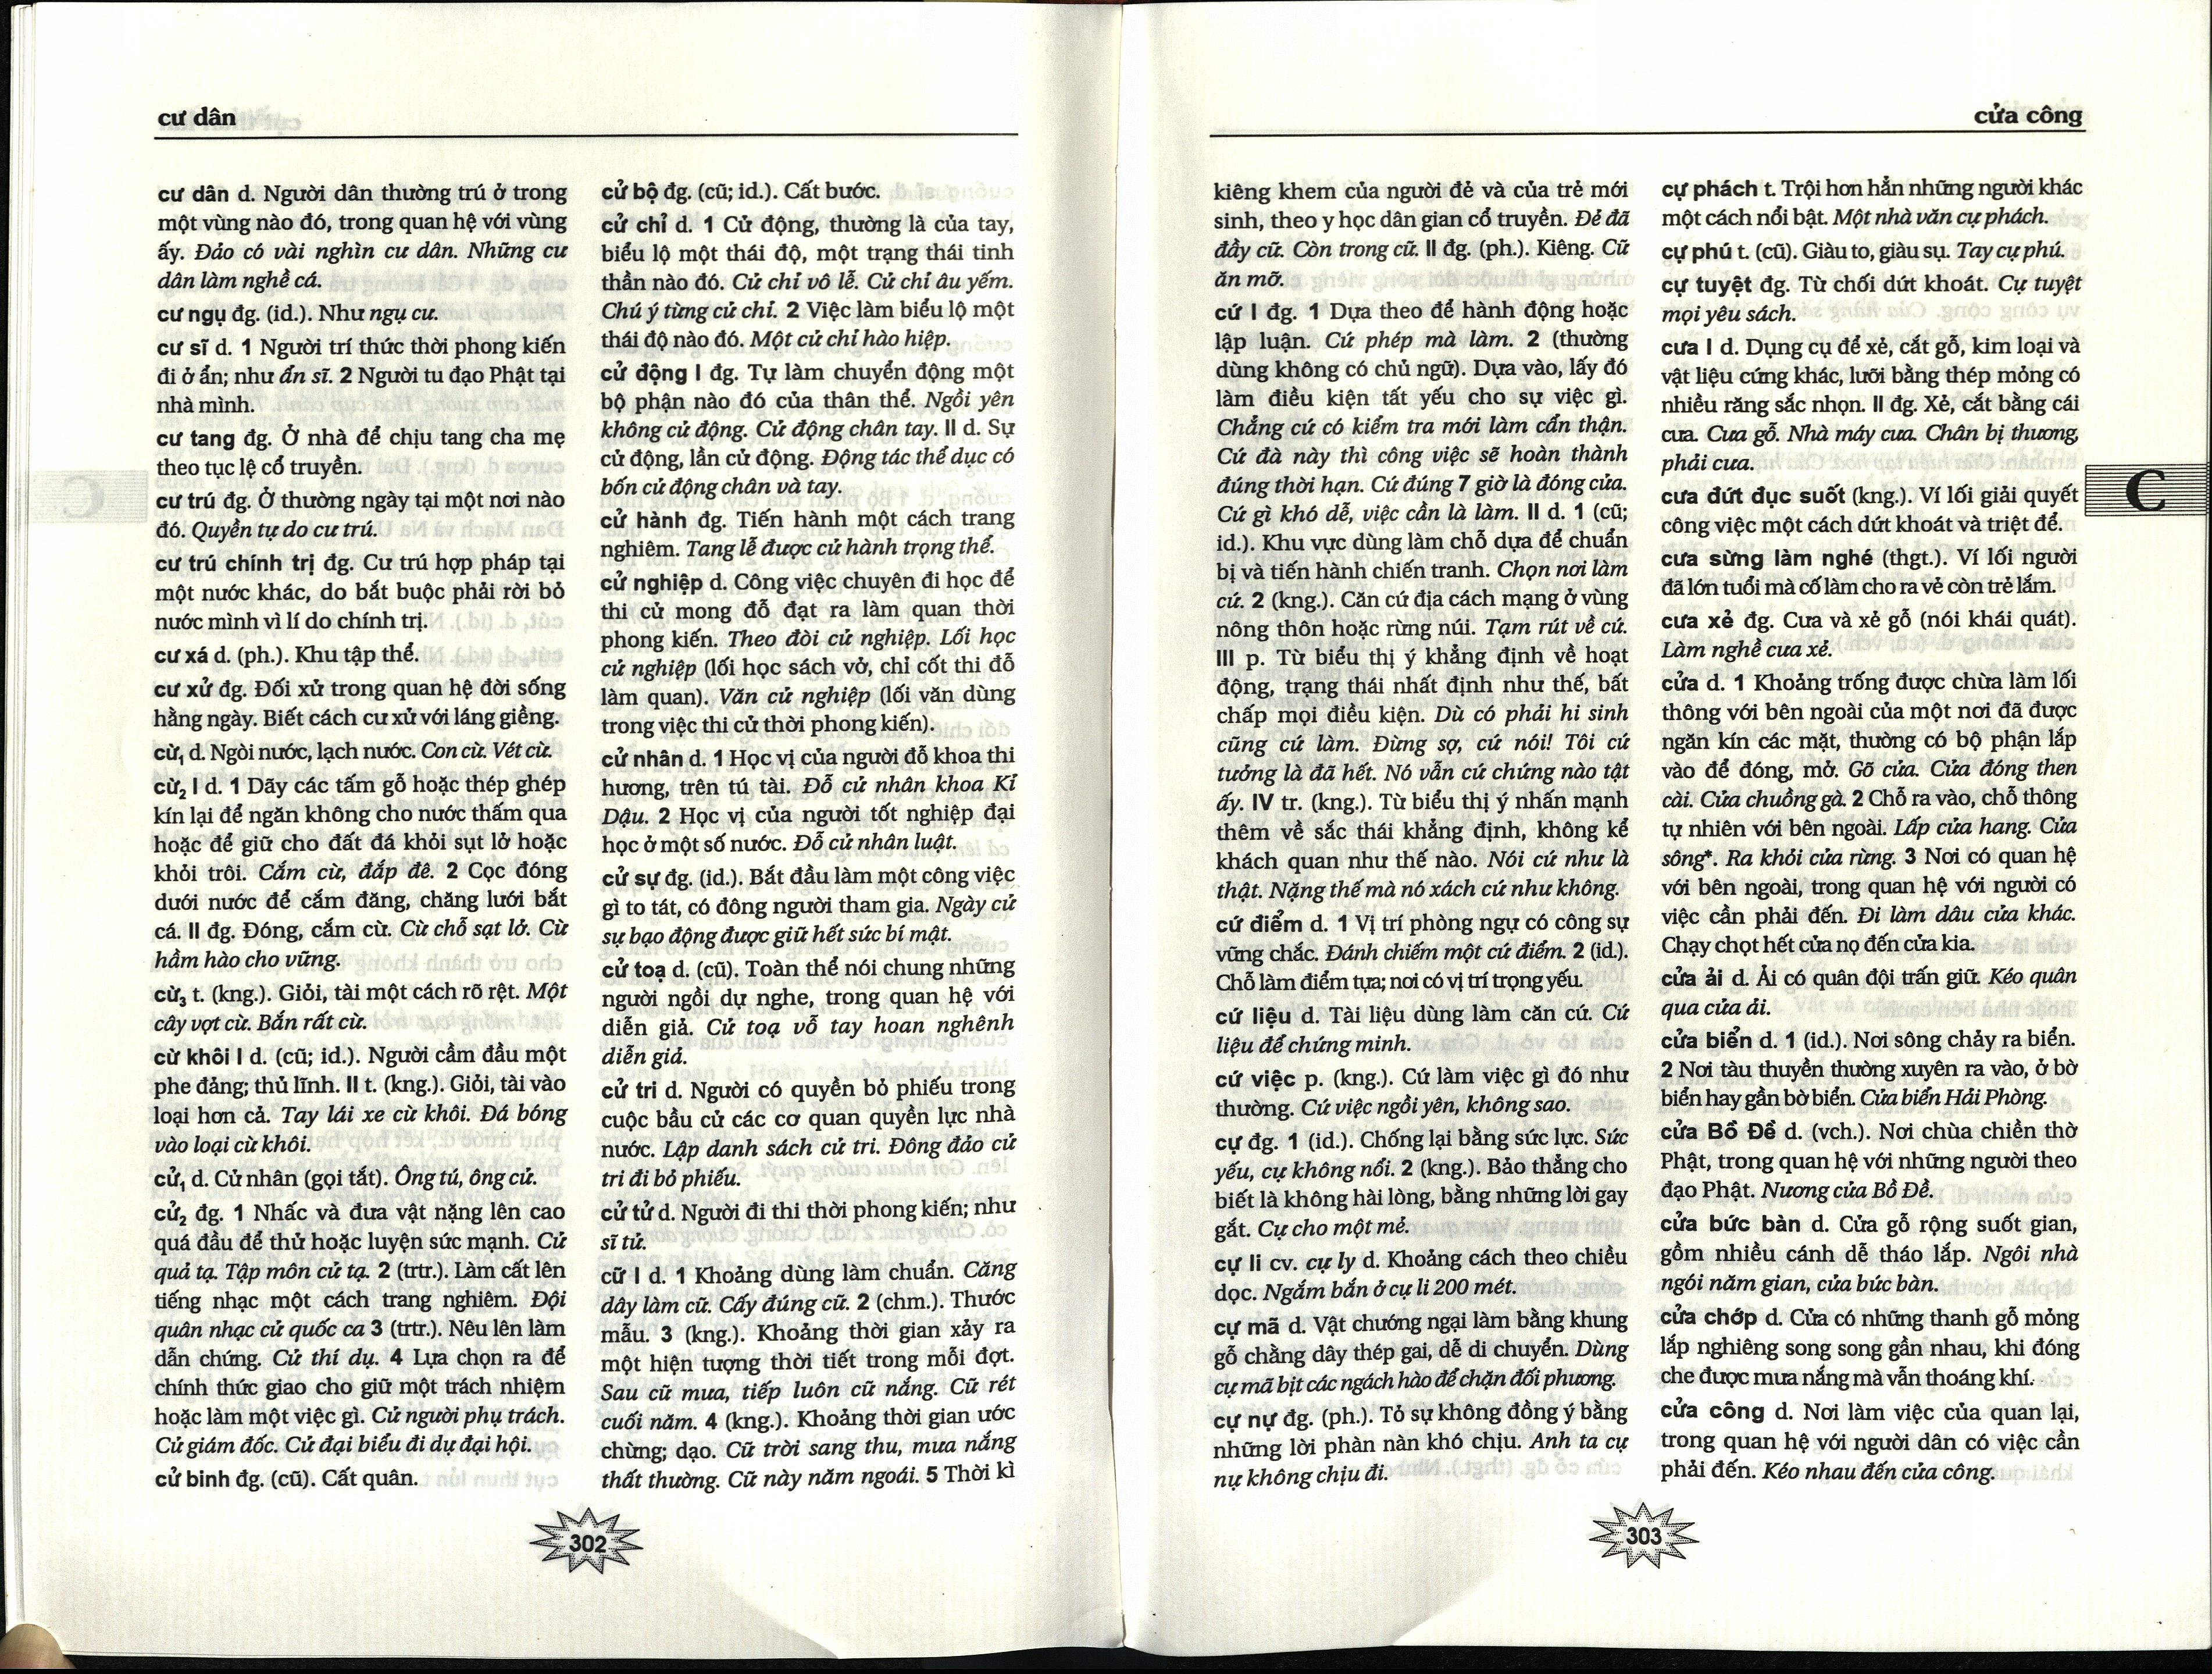 cư dân
cư dân d. Người dân thường trú ở trong
một vùng nào đó, trong quan hệ với vùng
ấy. Đảo có vài nghìn cư dân. Những cư
dân làm nghề cá.
cư ngụ đg. (id.). Như ngụ cư.
cư sĩ d. 1 Người trí thức thời phong kiến
đi ở ẩn; như ẩn sĩ. 2 Người tu đạo Phật tại
nhà mình.
cư tang đg. Ở nhà để chịu tang cha mẹ
theo tục lệ cổ truyền.
cư trú đg. Ở thường ngày tại một nơi nào
đó. Quyền tự do cư trú.
cư trú chính trị đg. Cư trú hợp pháp tại
một nước khác, do bắt buộc phải rời bỏ
nước mình vì lí do chính trị.
cư xá d. (ph.). Khu tập thể.
cư xử đg. Đối xử trong quan hệ đời sống
hằng ngày. Biết cách cư xử với láng giềng.
cừ₁ d. Ngòi nước, lạch nước. Con cừ. Vét cừ.
cừ₂ I d. 1 Dãy các tấm gỗ hoặc thép ghép
kín lại để ngăn không cho nước thấm qua
hoặc để giữ cho đất đá khỏi sụt lở hoặc
khỏi trôi. Cắm cừ, đắp đê. 2 Cọc đóng
dưới nước để cắm đăng, chăng lưới bắt
cá. II đg. Đóng, cắm cừ. Cừ chỗ sạt lở. Cừ
hầm hào cho vững.
cừ₃ t. (kng.). Giỏi, tài một cách rõ rệt. Một
cây vợt cừ. Bắn rất cừ.
cừ khôi I d. (cũ; id.). Người cầm đầu một
phe đảng; thủ lĩnh. II t. (kng.). Giỏi, tài vào
loại hơn cả. Tay lái xe cừ khôi. Đá bóng
vào loại cừ khôi.
cử₁ d. Cử nhân (gọi tắt). Ông tú, ông cử.
cử₂ đg. 1 Nhấc và đưa vật nặng lên cao
quá đầu để thử hoặc luyện sức mạnh. Cử
quả tạ. Tập môn cử tạ. 2 (trtr.). Làm cất lên
tiếng nhạc một cách trang nghiêm. Đội
quân nhạc cử quốc ca 3 (trtr.). Nêu lên làm
dẫn chứng. Cử thí dụ. 4 Lựa chọn ra để
chính thức giao cho giữ một trách nhiệm
hoặc làm một việc gì. Cử người phụ trách.
Cử giám đốc. Cử đại biểu đi dự đại hội.
cử binh đg. (cũ). Cất quân.
cử bộ đg. (cũ; id.). Cất bước.
cử chỉ d. 1 Cử động, thường là của tay,
biểu lộ một thái độ, một trạng thái tinh
thần nào đó. Cử chỉ vô lễ. Cử chỉ âu yếm.
Chú ý từng cử chỉ. 2 Việc làm biểu lộ một
thái độ nào đó. Một cử chỉ hào hiệp.
cử động I đg. Tự làm chuyển động một
bộ phận nào đó của thân thể. Ngồi yên
không cử động. Cử động chân tay. II d. Sự
cử động, lần cử động. Động tác thể dục có
bốn cử động chân và tay.
cử hành đg. Tiến hành một cách trang
nghiêm. Tang lễ được cử hành trọng thể.
cử nghiệp d. Công việc chuyên đi học để
thi cử mong đỗ đạt ra làm quan thời
phong kiến. Theo đòi cử nghiệp. Lối học
cử nghiệp (lối học sách vở, chỉ cốt thi đỗ
làm quan). Văn cử nghiệp (lối văn dùng
trong việc thi cử thời phong kiến).
cử nhân d. 1 Học vị của người đỗ khoa thi
hương, trên tú tài. Đỗ cử nhân khoa Kỉ
Dậu. 2 Học vị của người tốt nghiệp đại
học ở một số nước. Đỗ cử nhân luật.
cử sự đg. (id.). Bắt đầu làm một công việc
gì to tát, có đông người tham gia. Ngày cử
sự bạo động được giữ hết sức bí mật.
cử toạ d. (cũ). Toàn thể nói chung những
người ngồi dự nghe, trong quan hệ với
diễn giả. Cử toạ vỗ tay hoan nghênh
diễn giả.
cử tri d. Người có quyền bỏ phiếu trong
cuộc bầu cử các cơ quan quyền lực nhà
nước. Lập danh sách cử tri. Đông đảo cử
tri đi bỏ phiếu.
cử tử d. Người đi thi thời phong kiến; như
sĩ tử.
cữ I d. 1 Khoảng dùng làm chuẩn. Căng
dây làm cữ. Cấy đúng cữ. 2 (chm.). Thước
mẫu. 3 (kng.). Khoảng thời gian xảy ra
một hiện tượng thời tiết trong mỗi đợt.
Sau cữ mưa, tiếp luôn cữ nắng. Cữ rét
cuối năm. 4 (kng.). Khoảng thời gian ước
chừng; dạo. Cữ trời sang thu, mưa nắng
thất thường. Cữ này năm ngoái. 5 Thời kì
302
cửa công
kiêng khem của người đẻ và của trẻ mới
sinh, theo y học dân gian cổ truyền. Đẻ đã
đầy cữ. Còn trong cữ. II đg. (ph.). Kiêng. Cữ
ăn mỡ.
cứ I đg. 1 Dựa theo để hành động hoặc
lập luận. Cứ phép mà làm. 2 (thường
dùng không có chủ ngữ). Dựa vào, lấy đó
làm điều kiện tất yếu cho sự việc gì.
Chẳng cứ có kiểm tra mới làm cẩn thận.
Cứ đà này thì công việc sẽ hoàn thành
đúng thời hạn. Cứ đúng 7 giờ là đóng cửa.
Cứ gì khó dễ, việc cần là làm. II d. 1 (cũ;
id.). Khu vực dùng làm chỗ dựa để chuẩn
bị và tiến hành chiến tranh. Chọn nơi làm
cứ. 2 (kng.). Căn cứ địa cách mạng ở vùng
nông thôn hoặc rừng núi. Tạm rút về cứ.
III p. Từ biểu thị ý khẳng định về hoạt
động, trạng thái nhất định như thế, bất
chấp mọi điều kiện. Dù có phải hi sinh
cũng cứ làm. Đừng sợ, cứ nói! Tôi cứ
tưởng là đã hết. Nó vẫn cứ chứng nào tật
ấy. IV tr. (kng.). Từ biểu thị ý nhấn mạnh
thêm về sắc thái khẳng định, không kể
khách quan như thế nào. Nói cứ như là
thật. Nặng thế mà nó xách cứ như không.
cứ điểm d. 1 Vị trí phòng ngự có công sự
vững chắc. Đánh chiếm một cứ điểm. 2 (id.).
Chỗ làm điểm tựa; nơi có vị trí trọng yếu.
cứ liệu d. Tài liệu dùng làm căn cứ. Cứ
liệu để chứng minh.
cứ việc p. (kng.). Cứ làm việc gì đó như
thường. Cứ việc ngồi yên, không sao.
cự đg. 1 (id.). Chống lại bằng sức lực. Sức
yếu, cự không nổi. 2 (kng.). Bảo thẳng cho
biết là không hài lòng, bằng những lời gay
gắt. Cự cho một mẻ.
cự li cv. cự ly d. Khoảng cách theo chiều
dọc. Ngắm bắn ở cự li 200 mét.
cự mã d. Vật chướng ngại làm bằng khung
gỗ chằng dây thép gai, dễ di chuyển. Dùng
cự mã bịt các ngách hào để chặn đối phương.
cự nự đg. (ph.). Tỏ sự không đồng ý bằng
những lời phàn nàn khó chịu. Anh ta cự
nự không chịu đi.
cự phách t. Trội hơn hẳn những người khác
một cách nổi bật. Một nhà văn cự phách.
cự phú t. (cũ). Giàu to, giàu sụ. Tay cự phú.
cự tuyệt đg. Từ chối dứt khoát. Cự tuyệt
mọi yêu sách.
cưa I d. Dụng cụ để xẻ, cắt gỗ, kim loại và
vật liệu cứng khác, lưỡi bằng thép mỏng có
nhiều răng sắc nhọn. II đg. Xẻ, cắt bằng cái
cưa. Cưa gỗ. Nhà máy cưa. Chân bị thương,
phải cưa.
cưa đứt đục suốt (kng.). Ví lối giải quyết
công việc một cách dứt khoát và triệt để.
cưa sừng làm nghé (thgt.). Ví lối người
đã lớn tuổi mà cố làm cho ra vẻ còn trẻ lắm.
cưa xẻ đg. Cưa và xẻ gỗ (nói khái quát).
Làm nghề cưa xẻ.
cửa d. 1 Khoảng trống được chừa làm lối
thông với bên ngoài của một nơi đã được
ngăn kín các mặt, thường có bộ phận lắp
vào để đóng, mở. Gõ cửa. Cửa đóng then
cài. Cửa chuồng gà. 2 Chỗ ra vào, chỗ thông
tự nhiên với bên ngoài. Lấp cửa hang. Cửa
sông*. Ra khỏi cửa rừng. 3 Nơi có quan hệ
với bên ngoài, trong quan hệ với người có
việc cần phải đến. Đi làm dâu cửa khác.
Chạy chọt hết cửa nọ đến cửa kia.
cửa ải d. Ải có quân đội trấn giữ. Kéo quân
qua cửa ải.
cửa biển d. 1 (id.). Nơi sông chảy ra biển.
2 Nơi tàu thuyền thường xuyên ra vào, ở bờ
biển hay gần bờ biển. Cửa biển Hải Phòng.
cửa Bồ Đề d. (vch.). Nơi chùa chiền thờ
Phật, trong quan hệ với những người theo
đạo Phật. Nương cửa Bồ Đề.
cửa bức bàn d. Cửa gỗ rộng suốt gian,
gồm nhiều cánh dễ tháo lắp. Ngôi nhà
ngói năm gian, cửa bức bàn.
cửa chớp d. Cửa có những thanh gỗ mỏng
lắp nghiêng song song gần nhau, khi đóng
che được mưa nắng mà vẫn thoáng khí.
cửa công d. Nơi làm việc của quan lại,
trong quan hệ với người dân có việc cần
phải đến. Kéo nhau đến cửa công.
C
303